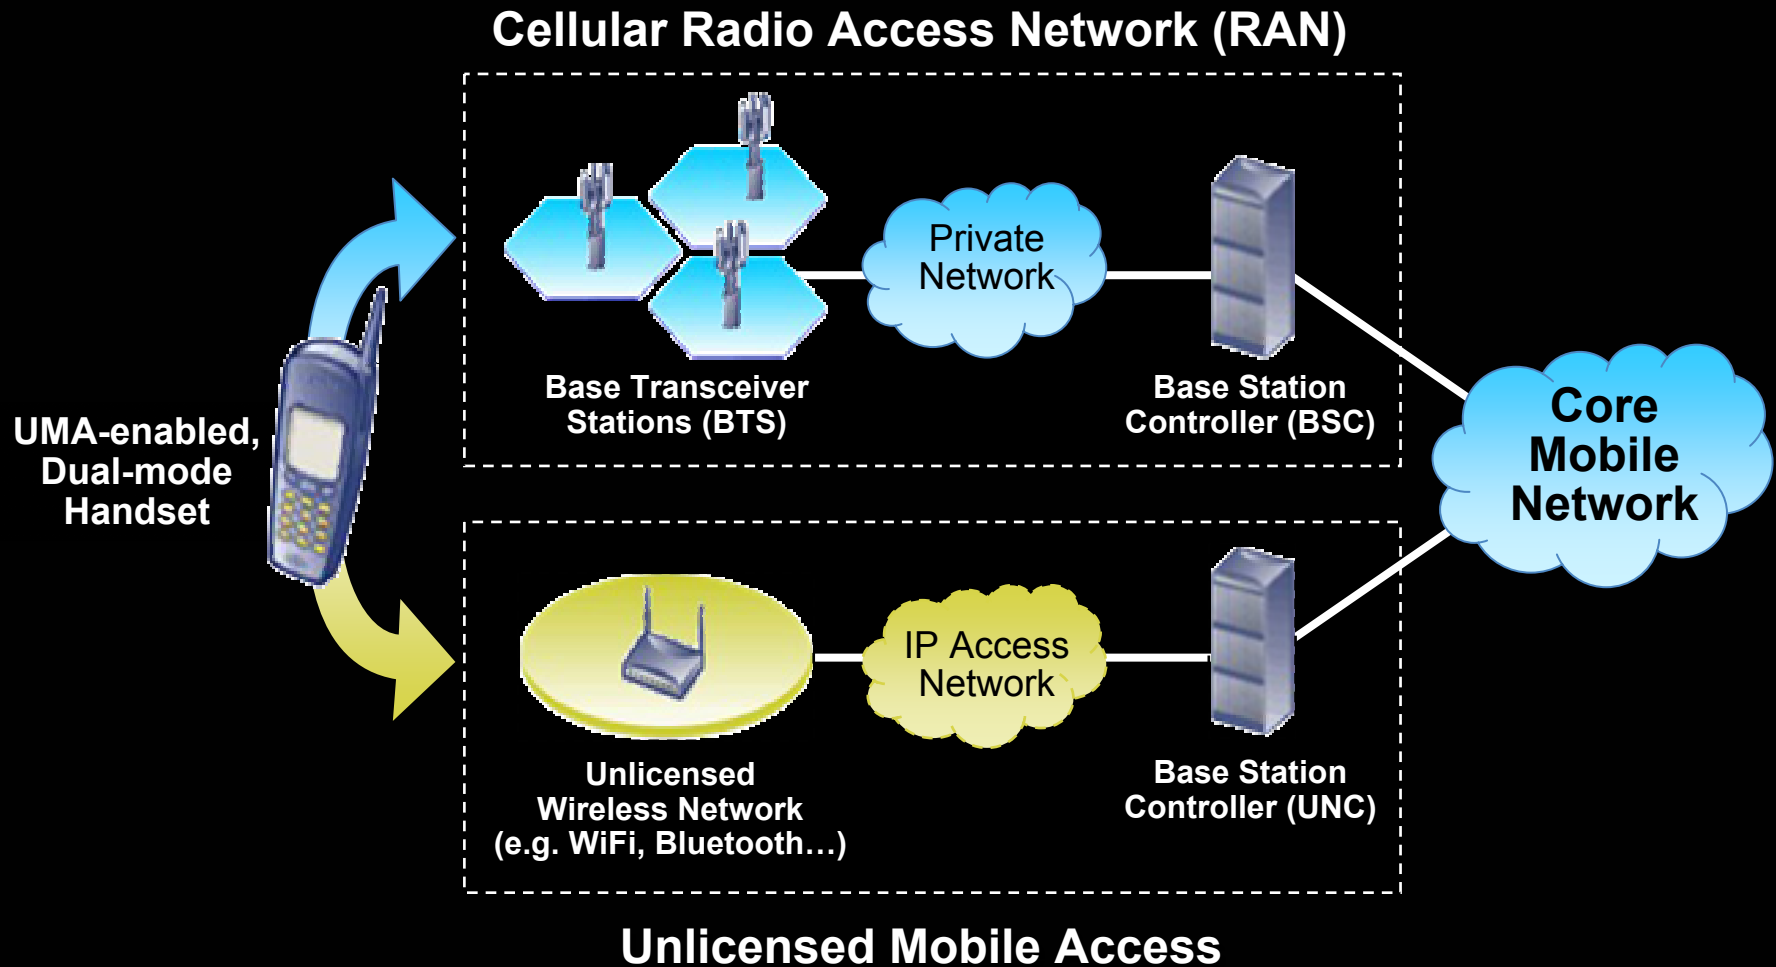 Cellular Radio Access Network (RAN)
Private
Network
Base Transceiver
Stations (BTS)
Base Station
Controller (BSC)
UMA-enabled,
Dual-mode
Handset
Core
Mobile
Network
IP Access
Network
Unlicensed
Wireless Network
(e.g. WiFi, Bluetooth…)
Base Station
Controller (UNC)
Unlicensed Mobile Access